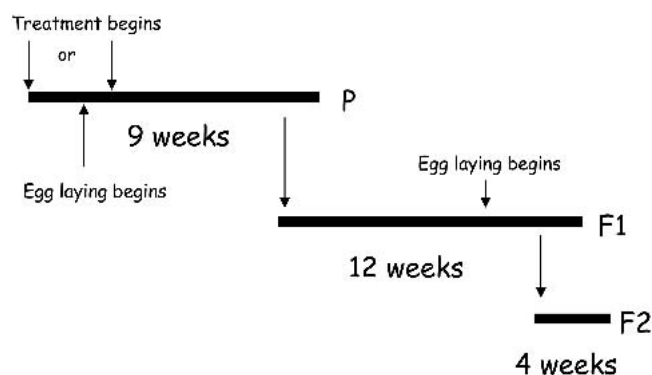 Treatment begins
or
P
9 weeks
Egg laying begins
Egg laying begins
F1
12 weeks
F2
4 weeks